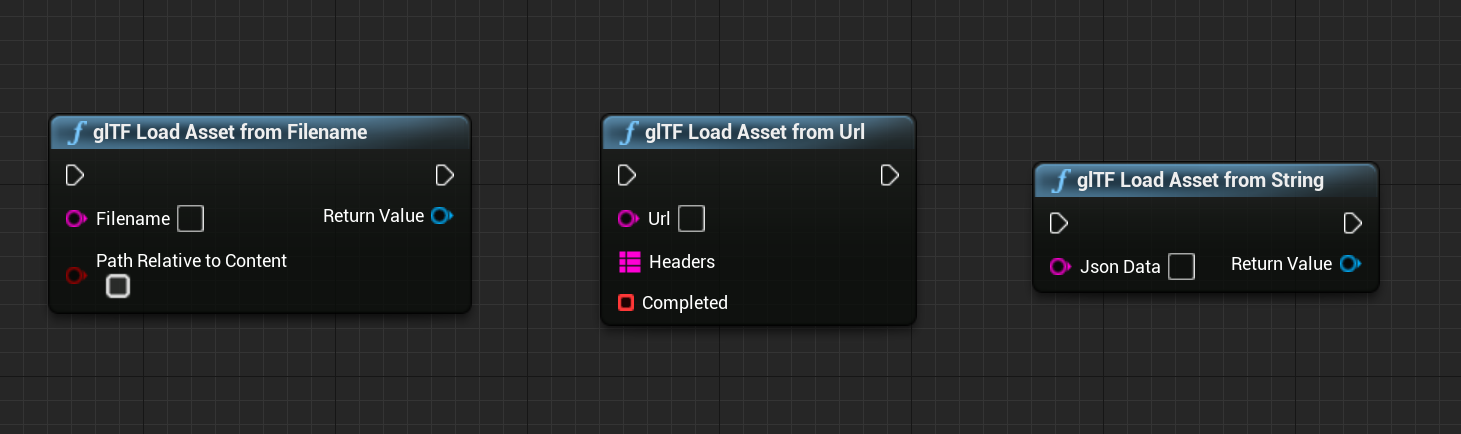 f glTF Load Asset from Filename
Filename
Return Value
Path Relative to Content
f glTF Load Asset from Url
Url
Headers
Completed
f glTF Load Asset from String
Json Data
Return Value